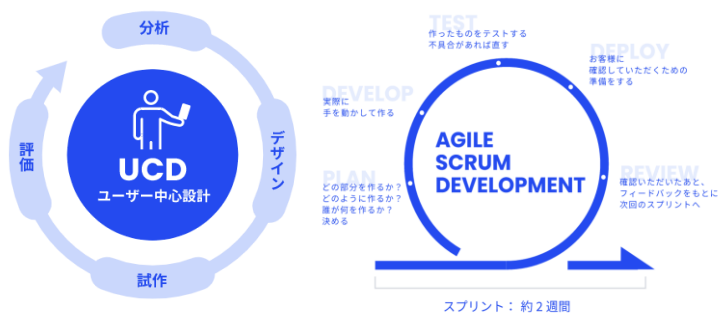 分析
デザイン
試作
評価
UCD
ユーザー中心設計
TEST
作ったものをテストする
不具合があれば直す
DEPLOY
お客様に
確認していただくための
準備をする
DEVELOP
実際に
手を動かして作る
AGILE
SCRUM
DEVELOPMENT
PLAN
どの部分を作るか？
どのように作るか？
誰が何を作るか？
決める
REVIEW
確認いただいたあと、
フィードバックをもとに
次回のスプリントへ
スプリント： 約２週間